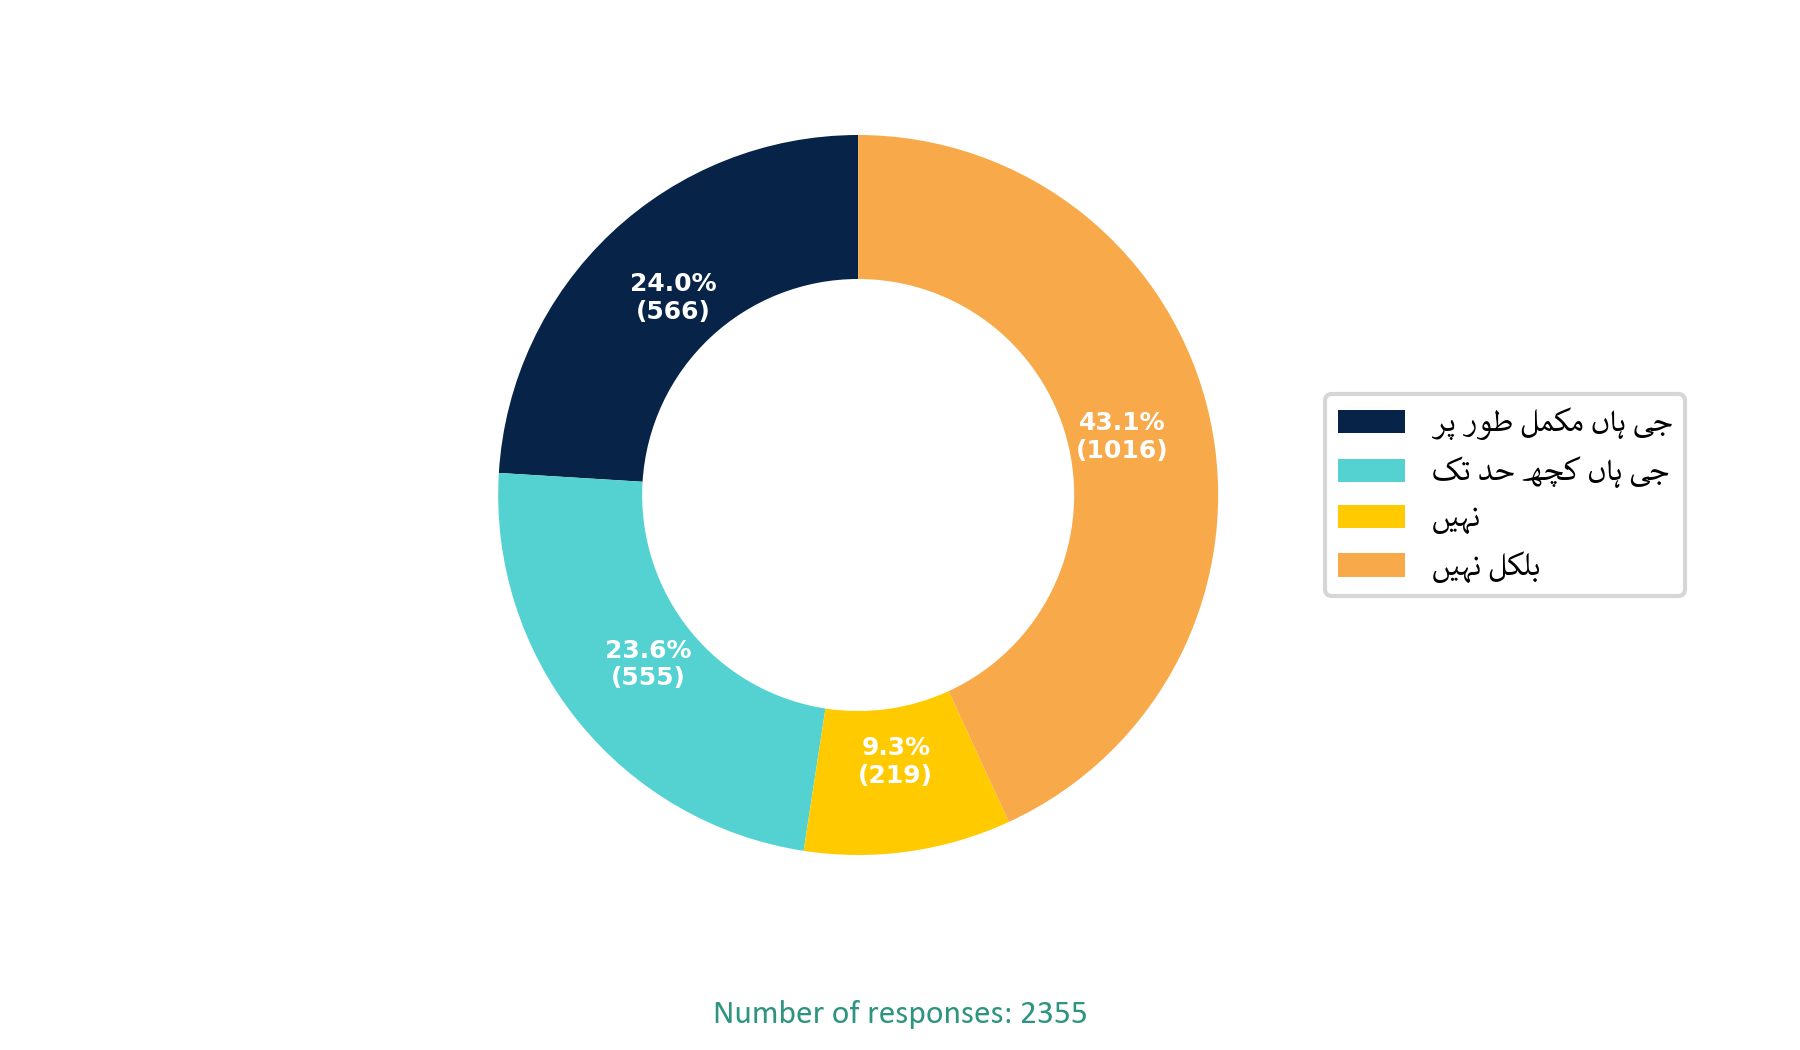 24.0%
(566)
43.1%
(1016)
23.6%
(555)
9.3%
(219)
جی ہاں مکمل طور پر
جی ہاں کچھ حد تک
نہیں
بلکل نہیں
Number of responses: 2355